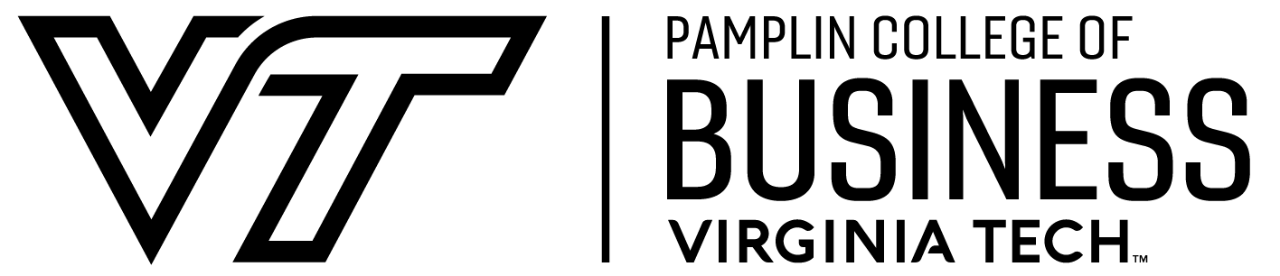 VT
PAMPLIN COLLEGE OF
BUSINESS
VIRGINIA TECH™